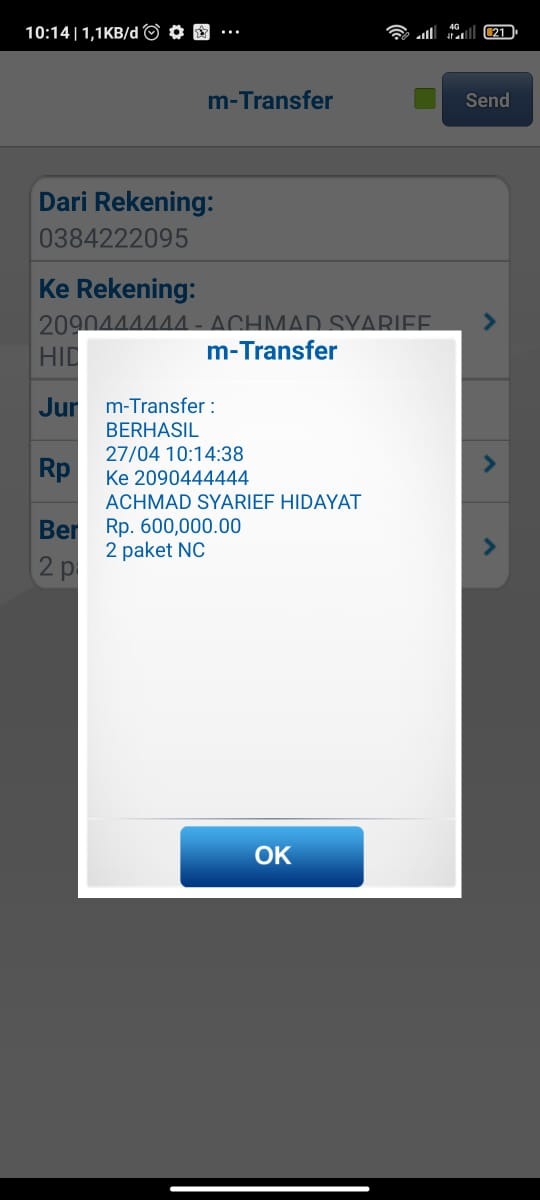 10:14 | 1,1KB/d
4G
21
m-Transfer
Send
Dari Rekening:
0384222095
Ke Rekening:
2090444444 - ACHMAD SYARIEF
HID
m-Transfer
Jur
m-Transfer :
BERHASIL
27/04 10:14:38
Rp
Ke 2090444444
ACHMAD SYARIEF HIDAYAT
Rp. 600,000.00
Ber
2 paket NC
2 pa
OK